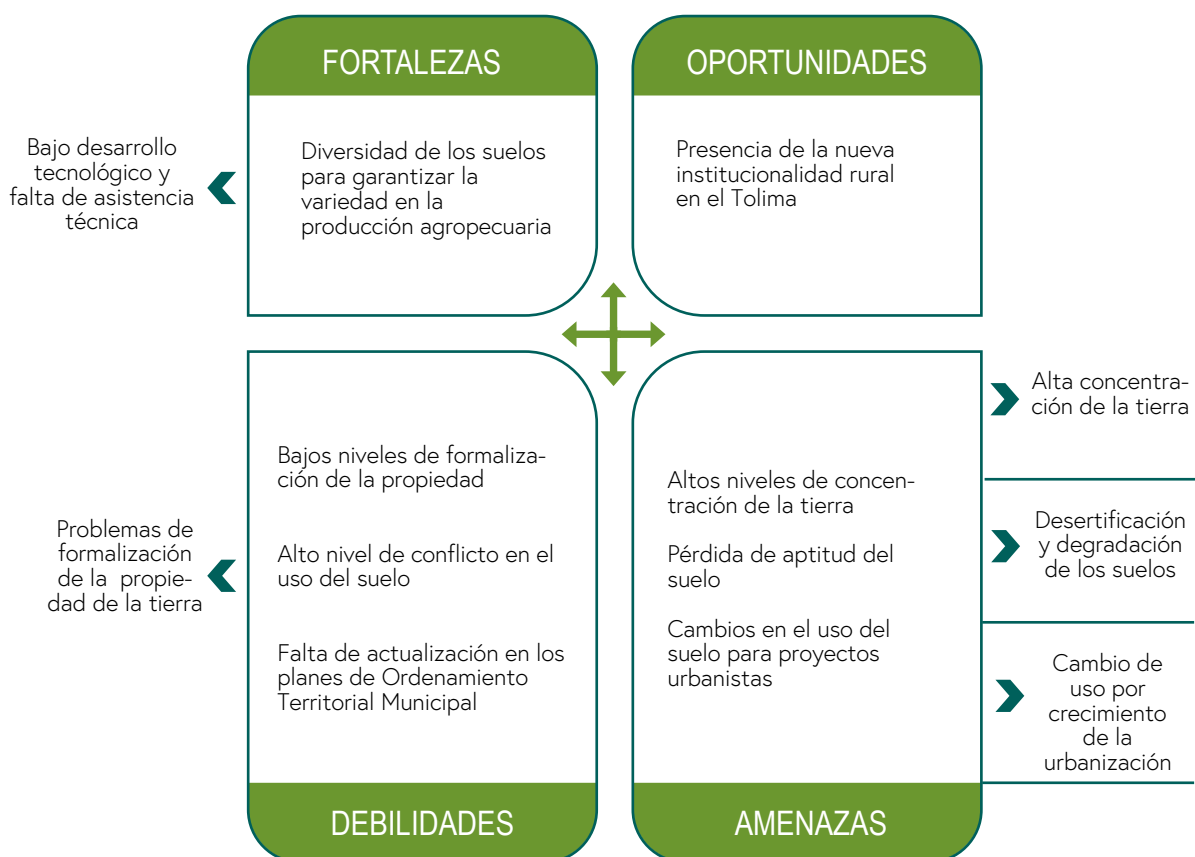 FORTALEZAS
Diversidad de los suelos
para garantizar la
variedad en la
producción agropecuaria
Bajo desarrollo
tecnológico y
falta de asistencia
técnica
OPORTUNIDADES
Presencia de la nueva
institucionalidad rural
en el Tolima
Bajos niveles de formaliza-
ción de la propiedad
Alto nivel de conflicto en el
uso del suelo
Falta de actualización en los
planes de Ordenamiento
Territorial Municipal
DEBILIDADES
Problemas de
formalización
de la propie-
dad de la tierra
Altos niveles de concen-
tración de la tierra
Pérdida de aptitud del
suelo
Cambios en el uso del
suelo para proyectos
urbanistas
AMENAZAS
Alta concentra-
ción de la tierra
Desertificación
y degradación
de los suelos
Cambio de
uso por
crecimiento
de la
urbanización